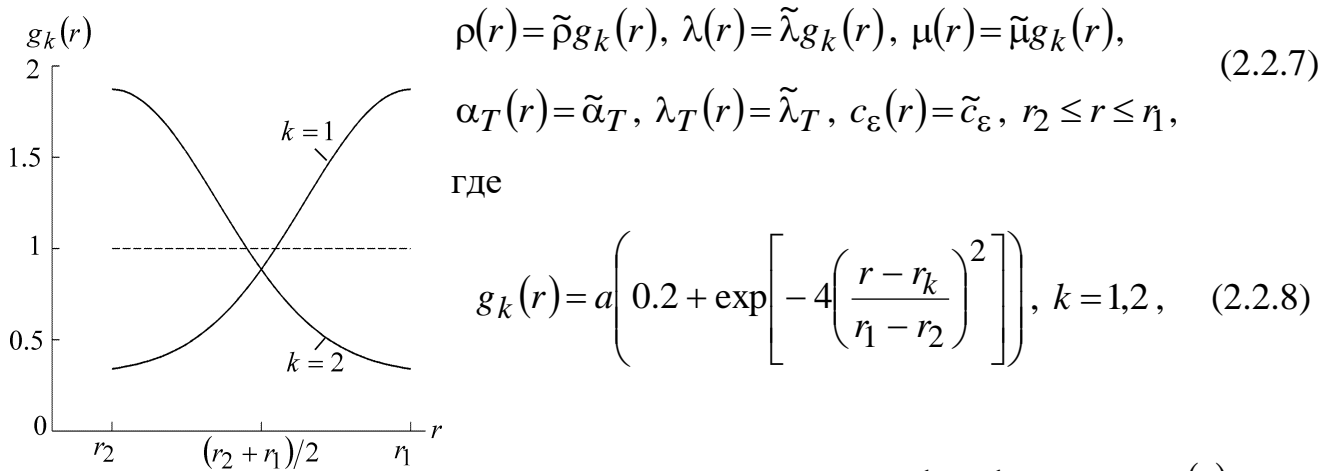 g_k(r)
2
1.5
1
0.5
0
k = 1
k = 2
r_2
(r_2 + r_1)/2
r_1
r
ρ(r) = ρ̃g_k(r), λ(r) = λ̃g_k(r), μ(r) = μ̃g_k(r),
(2.2.7)
α_T(r) = α̃_T, λ_T(r) = λ̃_T, c_ε(r) = c̃_ε, r_2 ≤ r ≤ r_1,
где
g_k(r) = a(0.2 + exp[−4((r − r_k)/(r_1 − r_2))^2]), k = 1,2, (2.2.8)